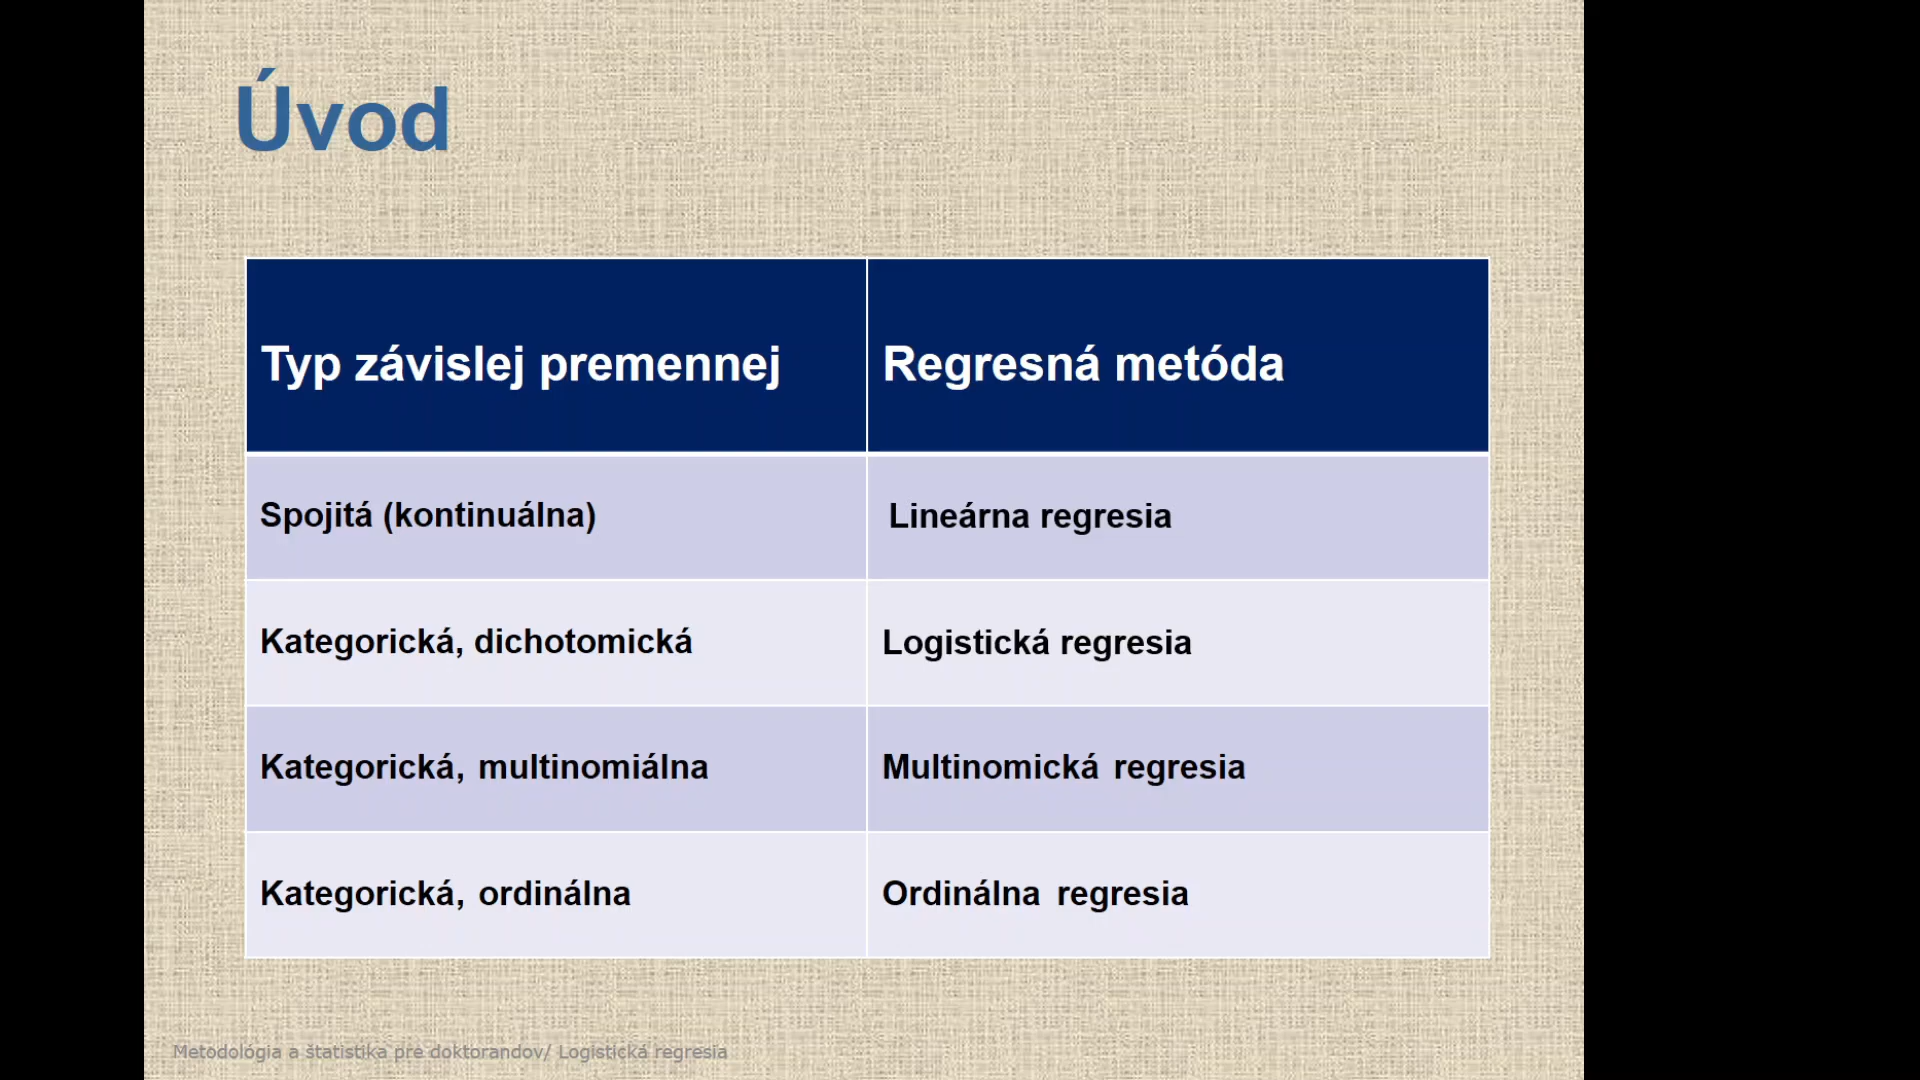 Úvod
Typ závislej premennej
Regresná metóda
Spojitá (kontinuálna)
Lineárna regresia
Kategorická, dichotomická
Logistická regresia
Kategorická, multinomiálna
Multinomická regresia
Kategorická, ordinálna
Ordinálna regresia
Metodológia a štatistika pre doktorandov/ Logistická regresia